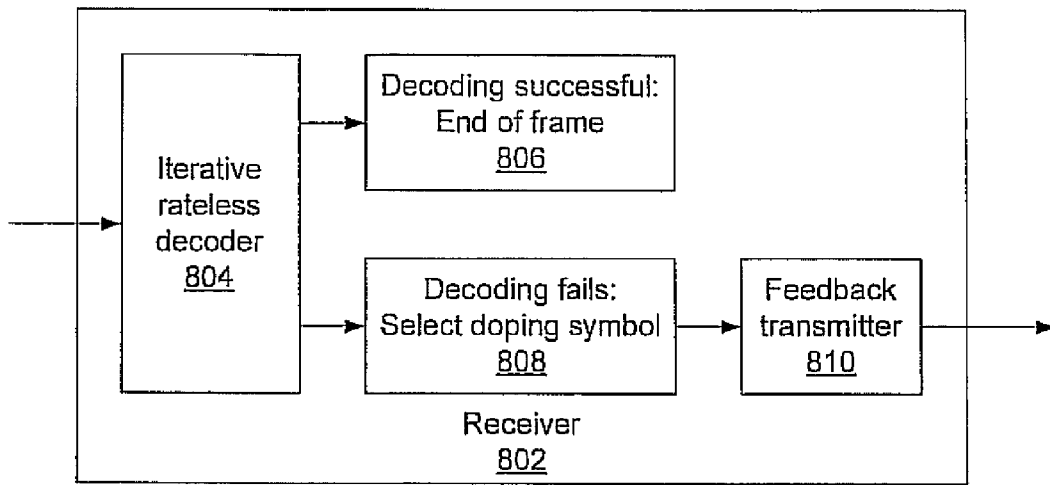 Iterative
rateless
decoder
804
Decoding successful:
End of frame
806
Decoding fails:
Select doping symbol
808
Feedback
transmitter
810
Receiver
802